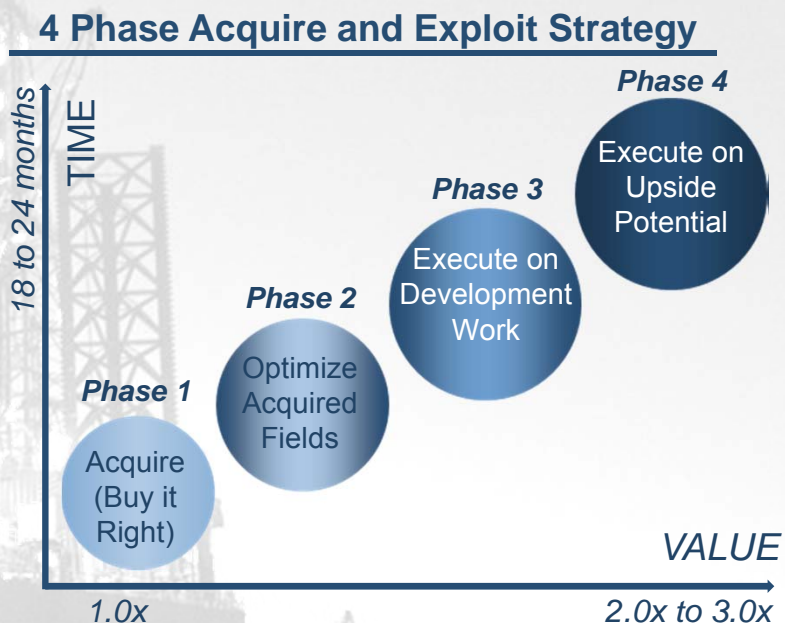 4 Phase Acquire and Exploit Strategy
Phase 4
Execute on
Upside
Potential
Phase 3
Execute on
Development
Work
Phase 2
Optimize
Acquired
Fields
Phase 1
Acquire
(Buy it
Right)
TIME
18 to 24 months
VALUE
1.0x
2.0x to 3.0x